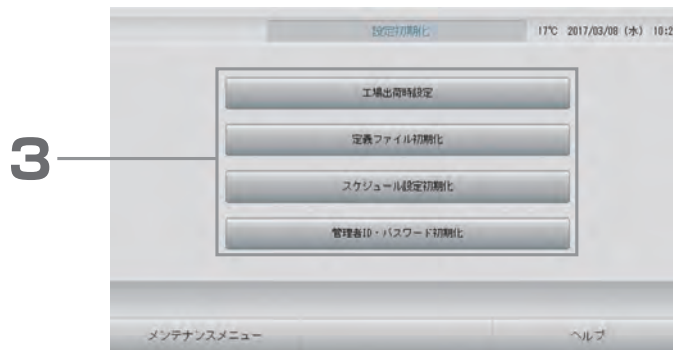 設定初期化 17℃ 2017/03/08 (水) 10:2
工場出荷時設定
定義ファイル初期化
3
スケジュール設定初期化
管理者ID・パスワード初期化
メンテナンスメニュー ヘルプ